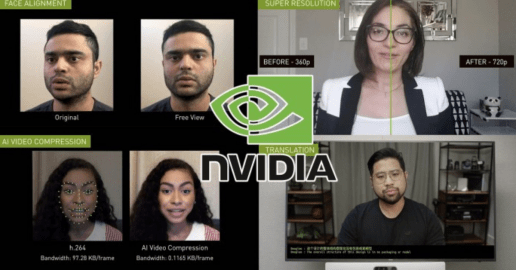 FACE ALIGNMENT
Original
Free View
SUPER RESOLUTION
BEFORE - 360p
AFTER - 720p
NVIDIA
AI VIDEO COMPRESSION
h.264
Bandwidth: 97.28 KB/frame
AI Video Compression
Bandwidth: 0.1165 KB/frame
TRANSLATION